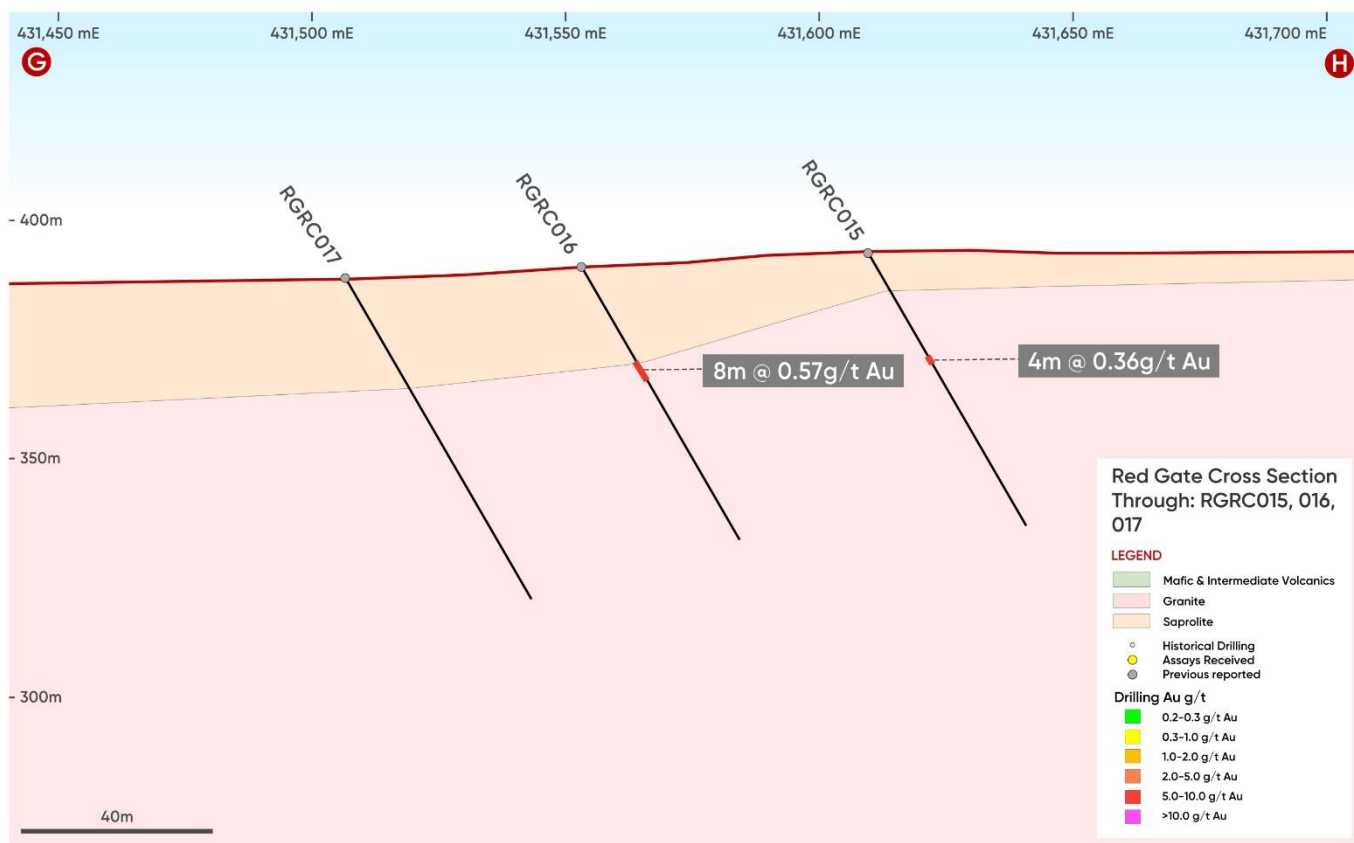 431,450 mE
431,500 mE
431,550 mE
431,600 mE
431,650 mE
431,700 mE
G
H
RGRC017
RGRC016
RGRC015
- 400m
8m @ 0.57g/t Au
4m @ 0.36g/t Au
- 350m
- 300m
40m
Red Gate Cross Section
Through: RGRC015, 016,
017
LEGEND
Mafic & Intermediate Volcanics
Granite
Saprolite
Historical Drilling
Assays Received
Previous reported
Drilling Au g/t
0.2-0.3 g/t Au
0.3-1.0 g/t Au
1.0-2.0 g/t Au
2.0-5.0 g/t Au
5.0-10.0 g/t Au
>10.0 g/t Au